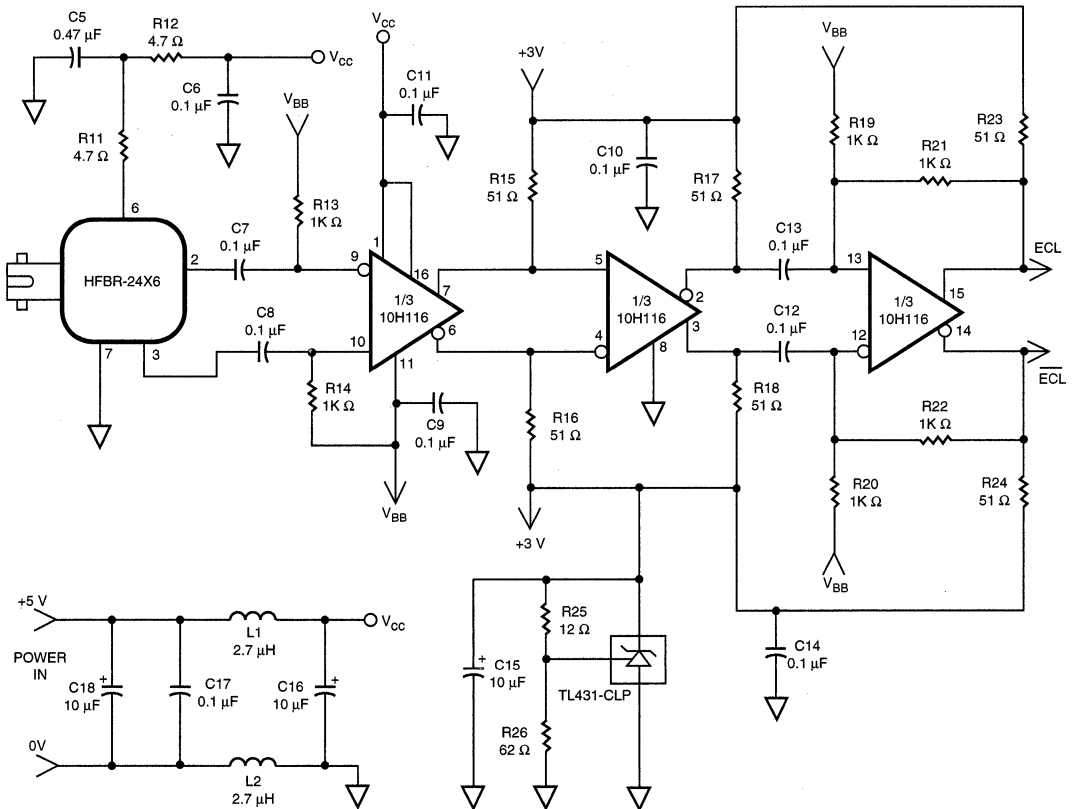 C5
0.47 µF
R12
4.7 Ω
V_CC
C6
0.1 µF
R11
4.7 Ω
V_BB
V_CC
C11
0.1 µF
+3V
C10
0.1 µF
R15
51 Ω
R17
51 Ω
V_BB
R19
1K Ω
R21
1K Ω
R23
51 Ω
6
HFBR-24X6
2
7
3
C7
0.1 µF
R13
1K Ω
C8
0.1 µF
R14
1K Ω
9
10
1
16
7
6
11
1/3
10H116
C9
0.1 µF
V_BB
R16
51 Ω
+3 V
5
4
1/3
10H116
2
3
8
C13
0.1 µF
C12
0.1 µF
R18
51 Ω
13
12
1/3
10H116
15
14
ECL
ECL
R22
1K Ω
R20
1K Ω
R24
51 Ω
V_BB
+5 V
POWER
IN
0V
C18
+
10 µF
C17
0.1 µF
L1
2.7 µH
C16
+
10 µF
V_CC
L2
2.7 µH
C15
+
10 µF
R25
12 Ω
R26
62 Ω
TL431-CLP
C14
0.1 µF